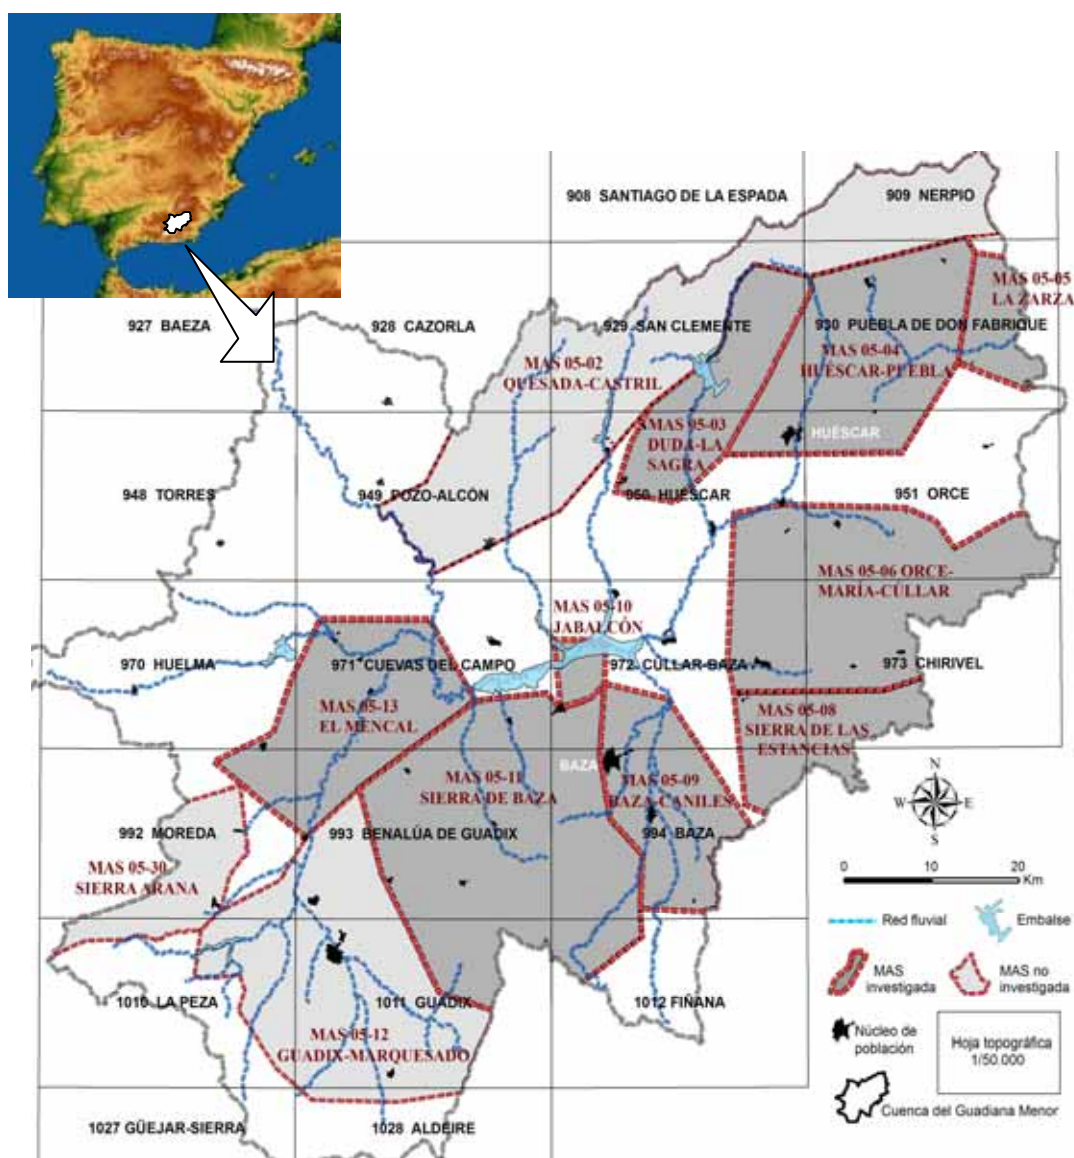 908 SANTIAGO DE LA ESPADA
909 NERPIO
MAS 05-05
LA ZARZA
927 BAEZA
928 CAZORLA
929 SAN CLEMENTE
930 PUEBLA DE DON FABRIQUE
MAS 05-04
HUÉSCAR-PUEBLA
MAS 05-02
QUESADA-CASTRIL
MAS 05-03
DUDA-LA
SAGRA
HUÉSCAR
948 TORRES
949 POZO-ALCÓN
950 HUÉSCAR
951 ORCE
MAS 05-06 ORCE-
MARÍA-CÚLLAR
MAS 05-10
JABALCÓN
970 HUELMA
971 CUEVAS DEL CAMPO
972 CÚLLAR-BAZA
973 CHIRIVEL
MAS 05-13
EL MENCAL
MAS 05-08
SIERRA DE LAS
ESTANCIAS
BAZA
MAS 05-11
SIERRA DE BAZA
MAS 05-09
BAZA-CANILES
992 MOREDA
993 BENALÚA DE GUADIX
994 BAZA
MAS 05-30
SIERRA ARANA
1010 LA PEZA
1011 GUADIX
1012 FIÑANA
MAS 05-12
GUADIX-MARQUESADO
1027 GÜEJAR-SIERRA
1028 ALDEIRE
N
W
E
S
0 10 20
Km
Red fluvial
Embalse
MAS
investigada
MAS no
investigada
Núcleo de
población
Hoja topográfica
1/50.000
Cuenca del Guadiana Menor